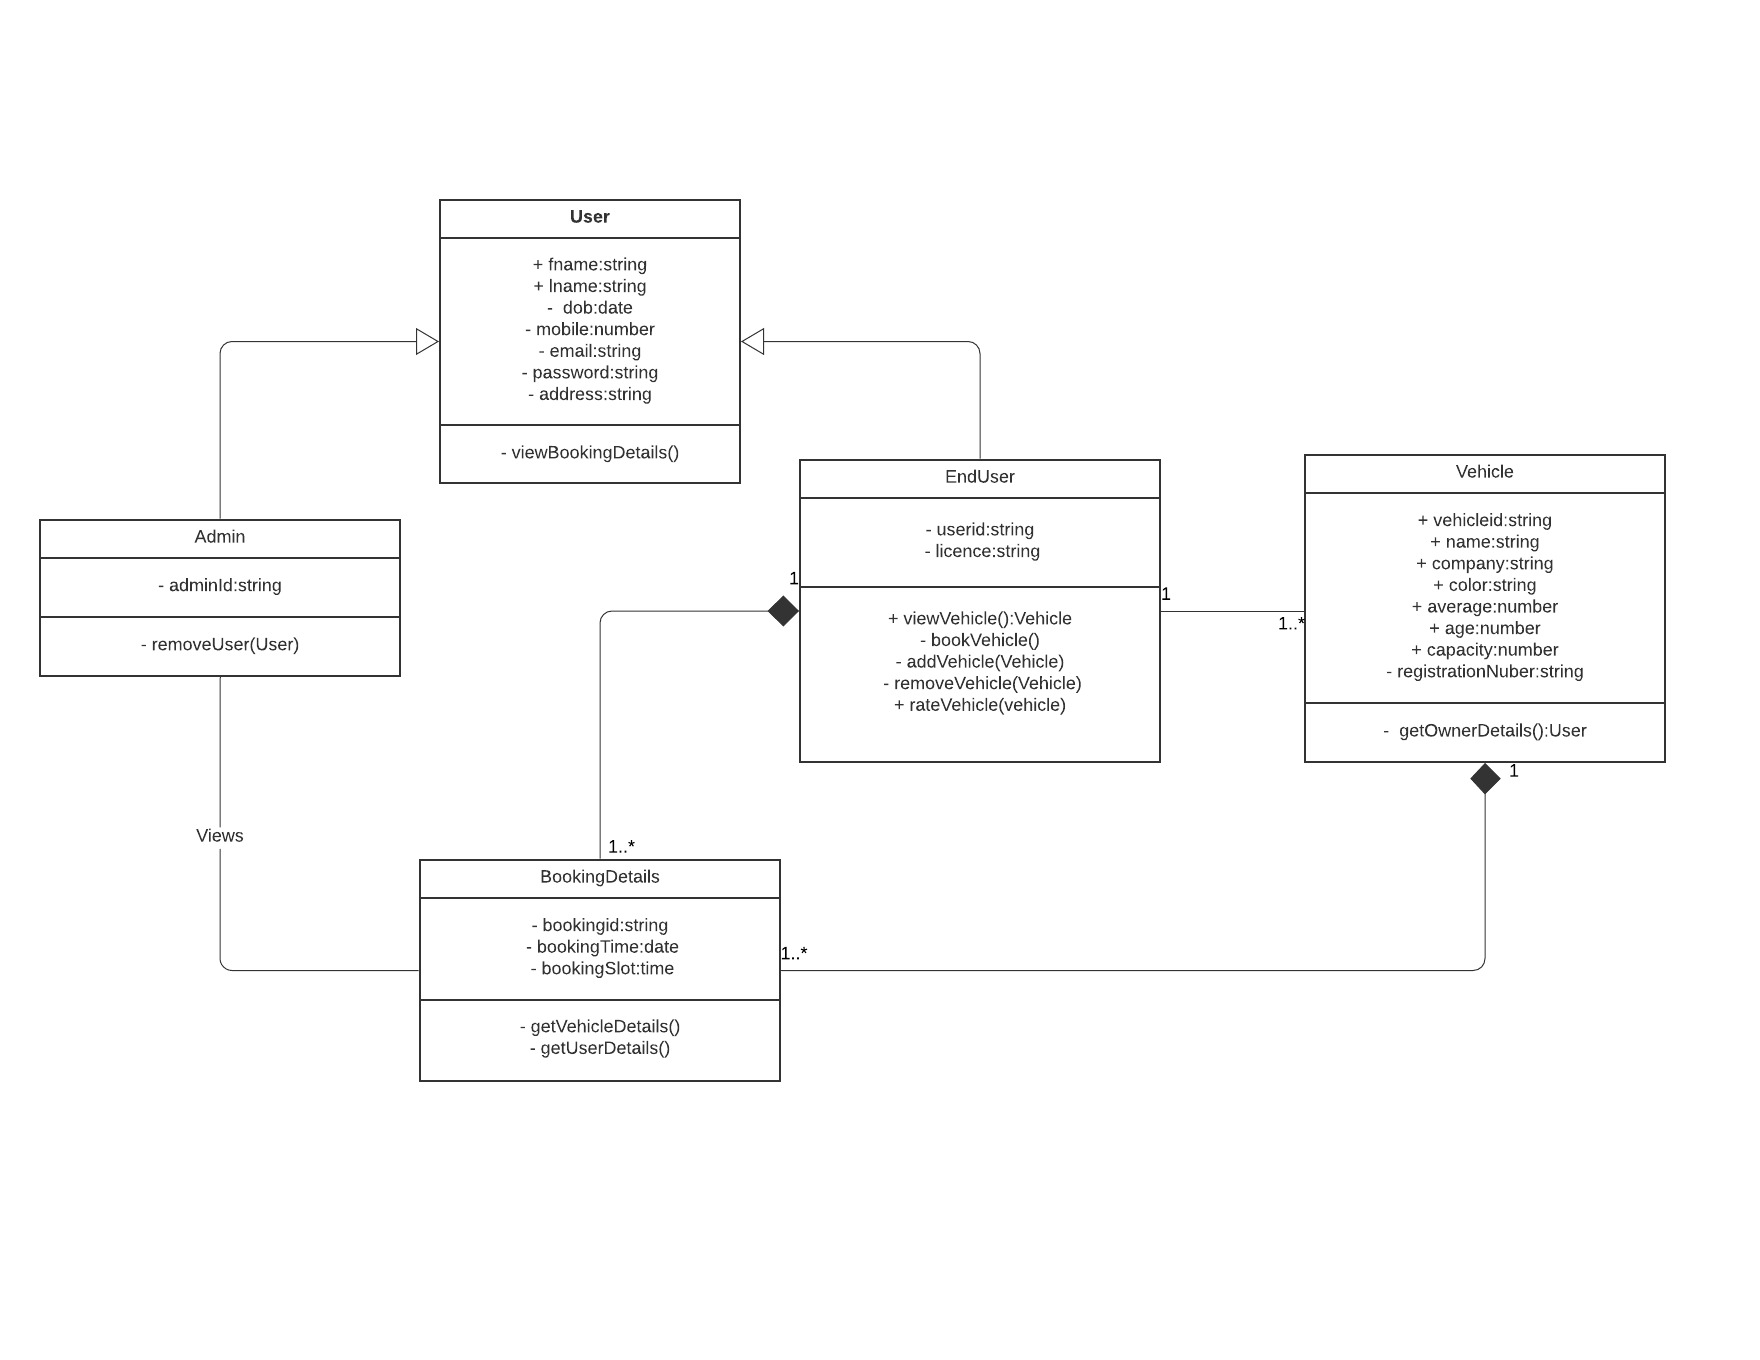 User
+ fname:string
+ lname:string
-  dob:date
- mobile:number
- email:string
- password:string
- address:string
- viewBookingDetails()
Admin
- adminId:string
- removeUser(User)
EndUser
- userid:string
- licence:string
+ viewVehicle():Vehicle
- bookVehicle()
- addVehicle(Vehicle)
- removeVehicle(Vehicle)
+ rateVehicle(vehicle)
1
1
1..*
Vehicle
+ vehicleid:string
+ name:string
+ company:string
+ color:string
+ average:number
+ age:number
+ capacity:number
- registrationNuber:string
-  getOwnerDetails():User
1
Views
1..*
BookingDetails
- bookingid:string
- bookingTime:date
- bookingSlot:time
- getVehicleDetails()
- getUserDetails()
1..*